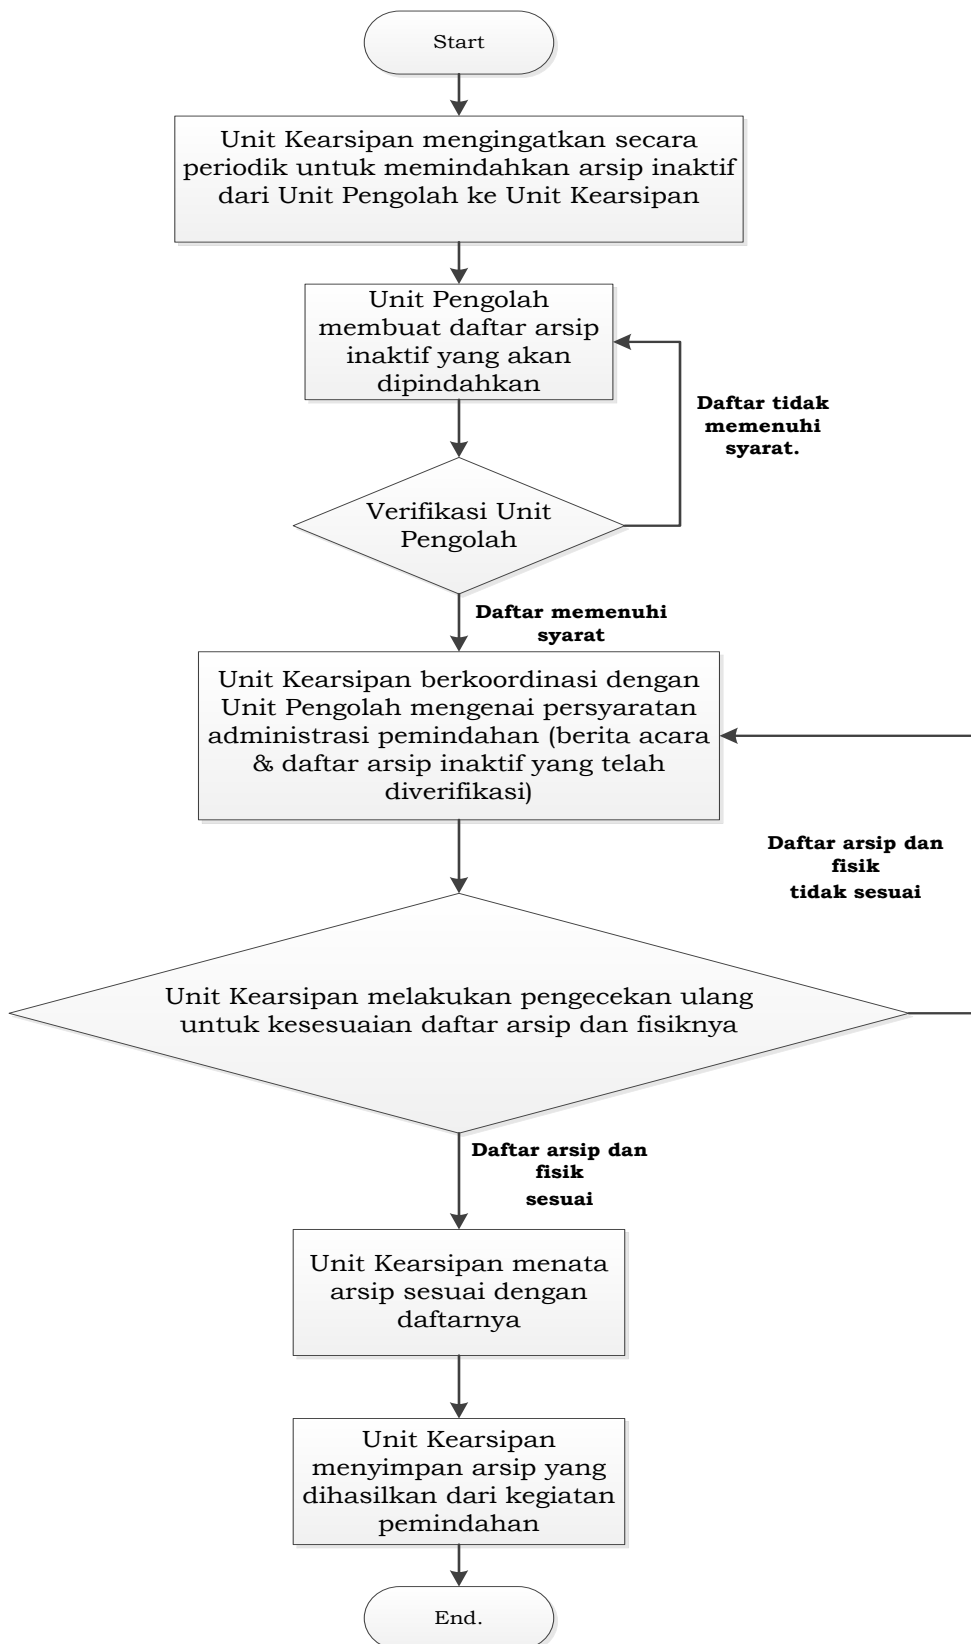 Start
Unit Kearsipan mengingatkan secara
periodik untuk memindahkan arsip inaktif
dari Unit Pengolah ke Unit Kearsipan
Unit Pengolah
membuat daftar arsip
inaktif yang akan
dipindahkan
Daftar tidak
memenuhi
syarat.
Verifikasi Unit
Pengolah
Daftar memenuhi
syarat
Unit Kearsipan berkoordinasi dengan
Unit Pengolah mengenai persyaratan
administrasi pemindahan (berita acara
& daftar arsip inaktif yang telah
diverifikasi)
Daftar arsip dan
fisik
tidak sesuai
Unit Kearsipan melakukan pengecekan ulang
untuk kesesuaian daftar arsip dan fisiknya
Daftar arsip dan
fisik
sesuai
Unit Kearsipan menata
arsip sesuai dengan
daftarnya
Unit Kearsipan
menyimpan arsip yang
dihasilkan dari kegiatan
pemindahan
End.